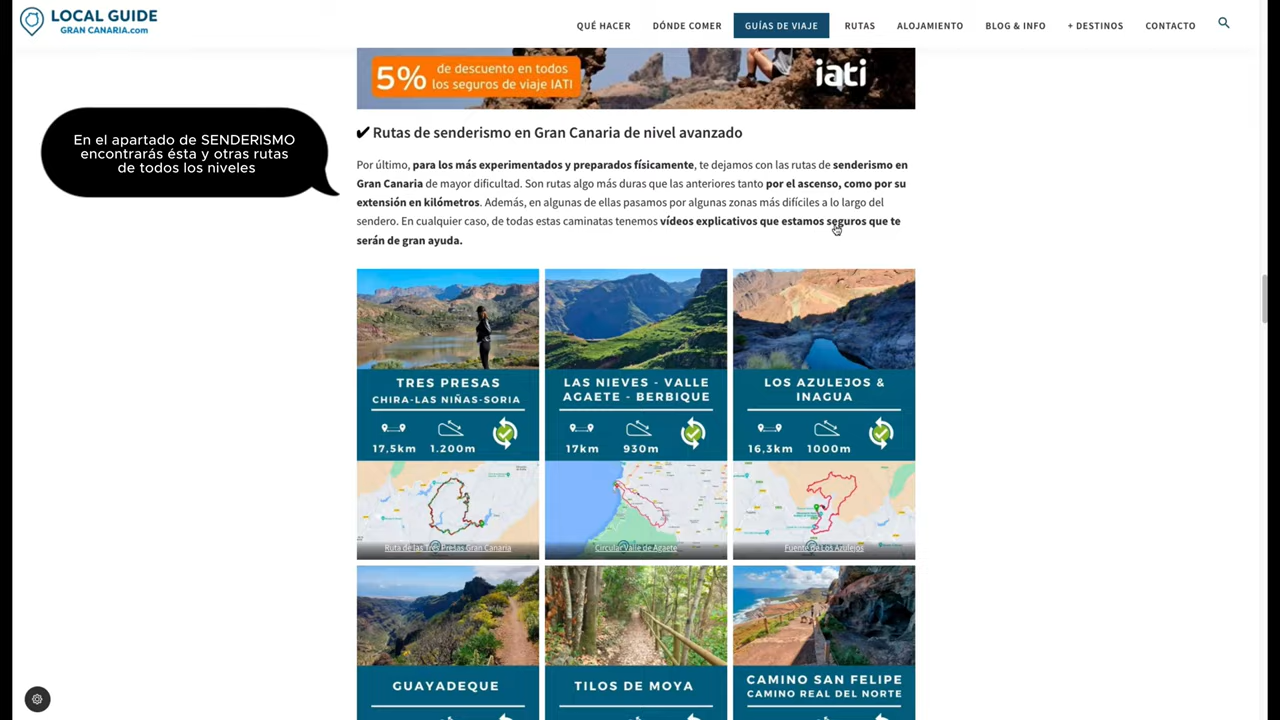 LOCAL GUIDE
GRAN CANARIA.com
QUÉ HACER
DÓNDE COMER
GUÍAS DE VIAJE
RUTAS
ALOJAMIENTO
BLOG & INFO
+ DESTINOS
CONTACTO
5% de descuento en todos
los seguros de viaje IATI
iati
En el apartado de SENDERISMO
encontrarás ésta y otras rutas
de todos los niveles
✔ Rutas de senderismo en Gran Canaria de nivel avanzado
Por último, para los más experimentados y preparados físicamente, te dejamos con las rutas de senderismo en
Gran Canaria de mayor dificultad. Son rutas algo más duras que las anteriores tanto por el ascenso, como por su
extensión en kilómetros. Además, en algunas de ellas pasamos por algunas zonas más difíciles a lo largo del
sendero. En cualquier caso, de todas estas caminatas tenemos vídeos explicativos que estamos seguros que te
serán de gran ayuda.
TRES PRESAS
CHIRA-LAS NIÑAS-SORIA
17,5km 1.200m
Ruta de las Tres Presas Gran Canaria
LAS NIEVES - VALLE
AGAETE - BERBIQUE
17km 930m
Circular Valle de Agaete
LOS AZULEJOS &
INAGUA
16,3km 1000m
Fuente de Los Azulejos
GUAYADEQUE
TILOS DE MOYA
CAMINO SAN FELIPE
CAMINO REAL DEL NORTE